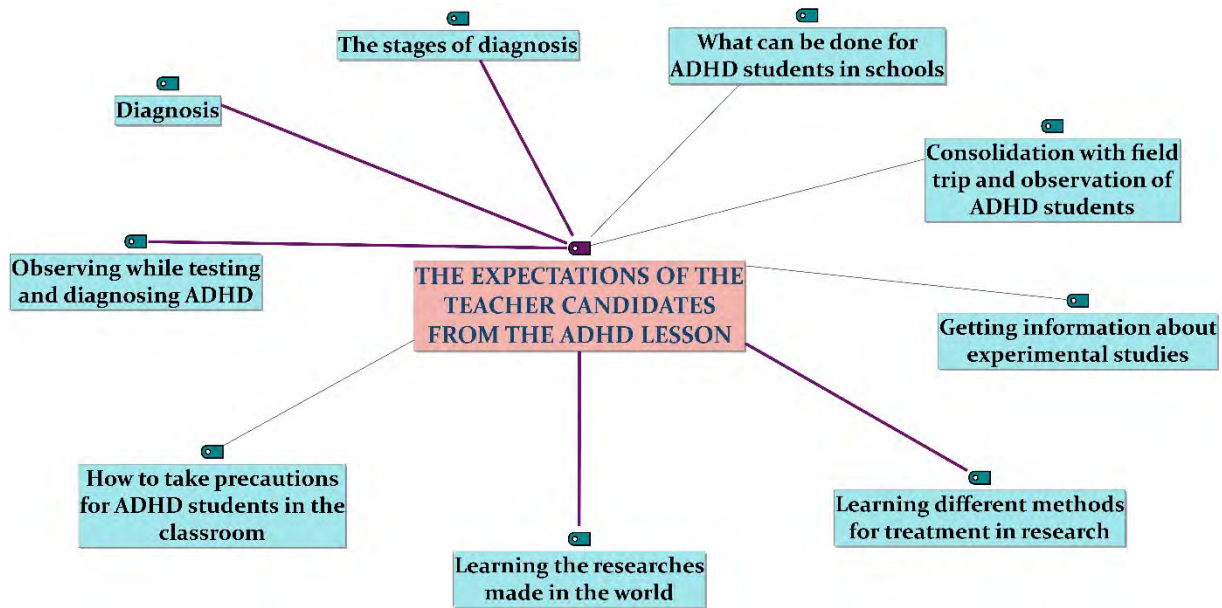 The stages of diagnosis
What can be done for
ADHD students in schools
Diagnosis
Consolidation with field
trip and observation of
ADHD students
Observing while testing
and diagnosing ADHD
THE EXPECTATIONS OF THE
TEACHER CANDIDATES
FROM THE ADHD LESSON
Getting information about
experimental studies
How to take precautions
for ADHD students in the
classroom
Learning different methods
for treatment in research
Learning the researches
made in the world